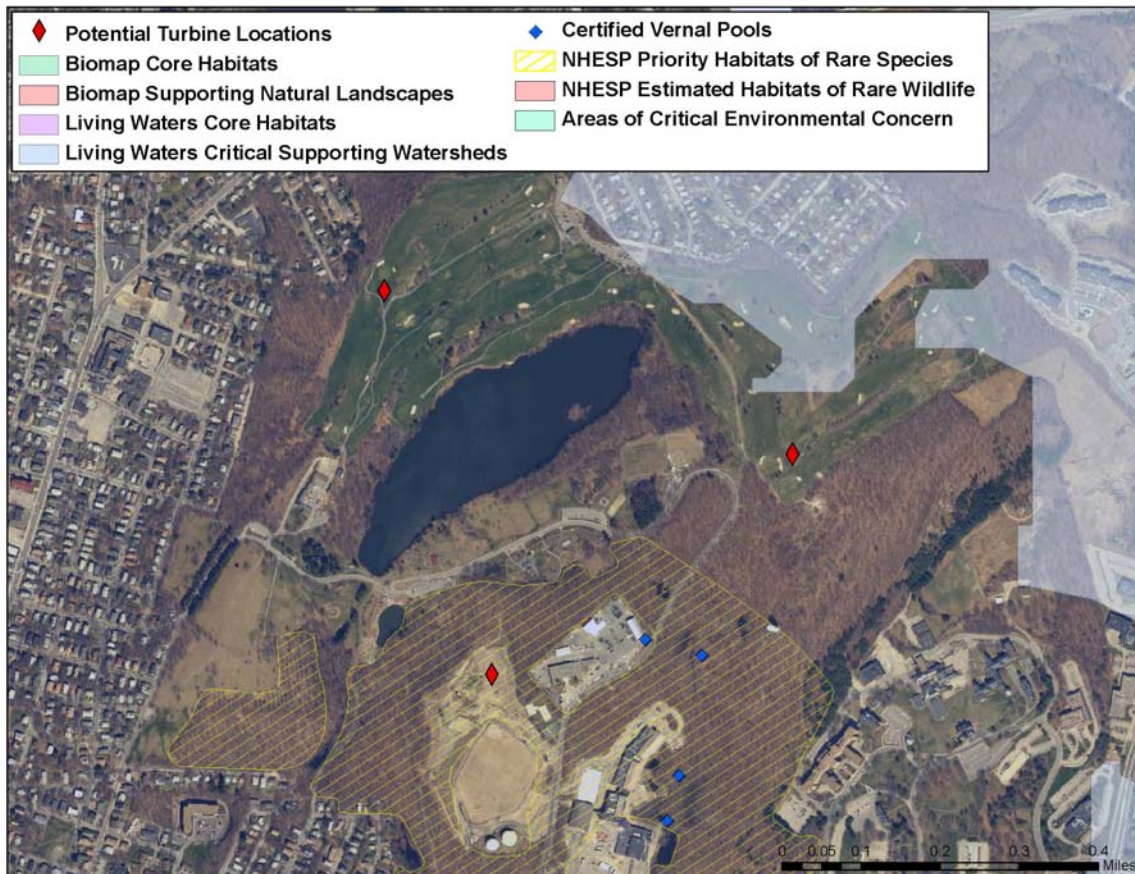 Potential Turbine Locations
Biomap Core Habitats
Biomap Supporting Natural Landscapes
Living Waters Core Habitats
Living Waters Critical Supporting Watersheds
Certified Vernal Pools
NHESP Priority Habitats of Rare Species
NHESP Estimated Habitats of Rare Wildlife
Areas of Critical Environmental Concern
0 0.05 0.1 0.2 0.3 0.4
Miles